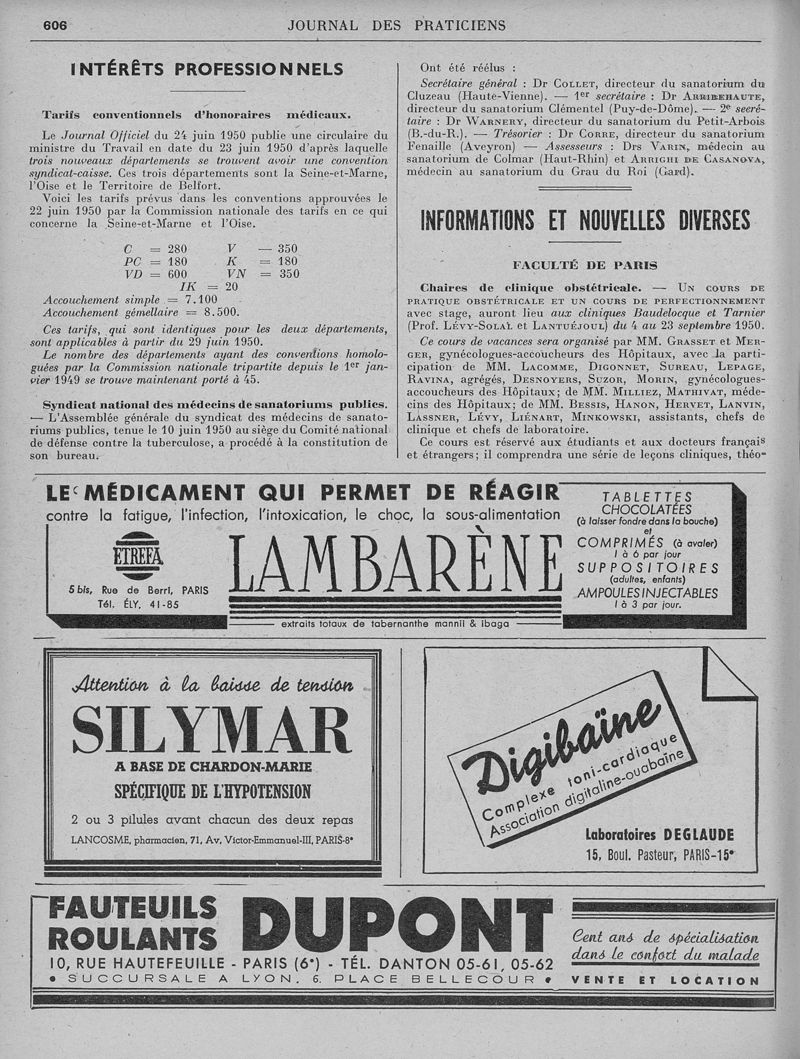 606
JOURNAL DES PRATICIENS
INTÉRÊTS PROFESSIONNELS
Tarifs conventionnels d'honoraires médicaux.
Le Journal Officiel du 24 juin 1950 publie une circulaire du
ministre du Travail en date du 23 juin 1950 d'après laquelle
trois nouveaux départements se trouvent avoir une convention
syndicat-caisse. Ces trois départements sont la Seine-et-Marne,
l'Oise et le Territoire de Belfort.
Voici les tarifs prévus dans les conventions approuvées le
22 juin 1950 par la Commission nationale des tarifs en ce qui
concerne la Seine-et-Marne et l'Oise.
C = 280 V — 350
PC = 180 K = 180
VD = 600 VN = 350
IK = 20
Accouchement simple = 7.100
Accouchement gémellaire = 8.500.
Ces tarifs, qui sont identiques pour les deux départements,
sont applicables à partir du 29 juin 1950.
Le nombre des départements ayant des conventions homolo-
guées par la Commission nationale tripartite depuis le 1er jan-
vier 1949 se trouve maintenant porté à 45.
Syndicat national des médecins de sanatoriums publics.
— L'Assemblée générale du syndicat des médecins de sanato-
riums publics, tenue le 10 juin 1950 au siège du Comité national
de défense contre la tuberculose, a procédé à la constitution de
son bureau.
Ont été réélus :
Secrétaire général : Dr COLLET, directeur du sanatorium du
Cluzeau (Haute-Vienne). — 1er secrétaire : Dr ARRIBEHAUTE,
directeur du sanatorium Clémentel (Puy-de-Dôme). — 2e secré-
taire : Dr WARNERY, directeur du sanatorium du Petit-Arbois
(B.-du-R.). — Trésorier : Dr CORRE, directeur du sanatorium
Fenaille (Aveyron) — Assesseurs : Drs VARIN, médecin au
sanatorium de Colmar (Haut-Rhin) et ARRIGHI DE CASANOVA,
médecin au sanatorium du Grau du Roi (Gard).
INFORMATIONS ET NOUVELLES DIVERSES
FACULTÉ DE PARIS
Chaires de clinique obstétricale. — UN COURS DE
PRATIQUE OBSTÉTRICALE ET UN COURS DE PERFECTIONNEMENT
avec stage, auront lieu aux cliniques Baudelocque et Tarnier
(Prof. LÉVY-SOLAL et LANTUÉJOUL) du 4 au 23 septembre 1950.
Ce cours de vacances sera organisé par MM. GRASSET et MER-
GER, gynécologues-accoucheurs des Hôpitaux, avec la parti-
cipation de MM. LACOMME, DIGONNET, SUREAU, LEPAGE,
RAVINA, agrégés, DESNOYERS, SUZOR, MORIN, gynécologues-
accoucheurs des Hôpitaux; de MM. MILLIEZ, MATHIVAT, méde-
cins des Hôpitaux; de MM. BESSIS, HANON, HERVET, LANVIN,
LASSNER, LÉVY, LIÉNART, MINKOWSKI, assistants, chefs de
clinique et chefs de laboratoire.
Ce cours est réservé aux étudiants et aux docteurs français
et étrangers; il comprendra une série de leçons cliniques, théo-
LE MÉDICAMENT QUI PERMET DE RÉAGIR
contre la fatigue, l'infection, l'intoxication, le choc, la sous-alimentation
ETREFA
5 bis, Rue de Berri, PARIS
Tél. ÉLY. 41-85
LAMBARÈNE
extraits totaux de tabernanthe mannii & ibaga
TABLETTES
CHOCOLATÉES
(à laisser fondre dans la bouche)
et
COMPRIMÉS (à avaler)
1 à 6 par jour
SUPPOSITOIRES
(adultes, enfants)
AMPOULES INJECTABLES
1 à 3 par jour.
Attention à la baisse de tension
SILYMAR
A BASE DE CHARDON-MARIE
SPÉCIFIQUE DE L'HYPOTENSION
2 ou 3 pilules avant chacun des deux repas
LANCOSME, pharmacien, 71, Av. Victor-Emmanuel-III, PARIS-8e
Digibaïne
Complexe toni-cardiaque
Association digitaline-ouabaïne
Laboratoires DEGLAUDE
15, Boul. Pasteur, PARIS-15e
FAUTEUILS
ROULANTS
DUPONT
10, RUE HAUTEFEUILLE - PARIS (6e) - TÉL. DANTON 05-61, 05-62
• SUCCURSALE A LYON, 6, PLACE BELLECOUR •
Cent ans de spécialisation
dans le confort du malade
VENTE ET LOCATION